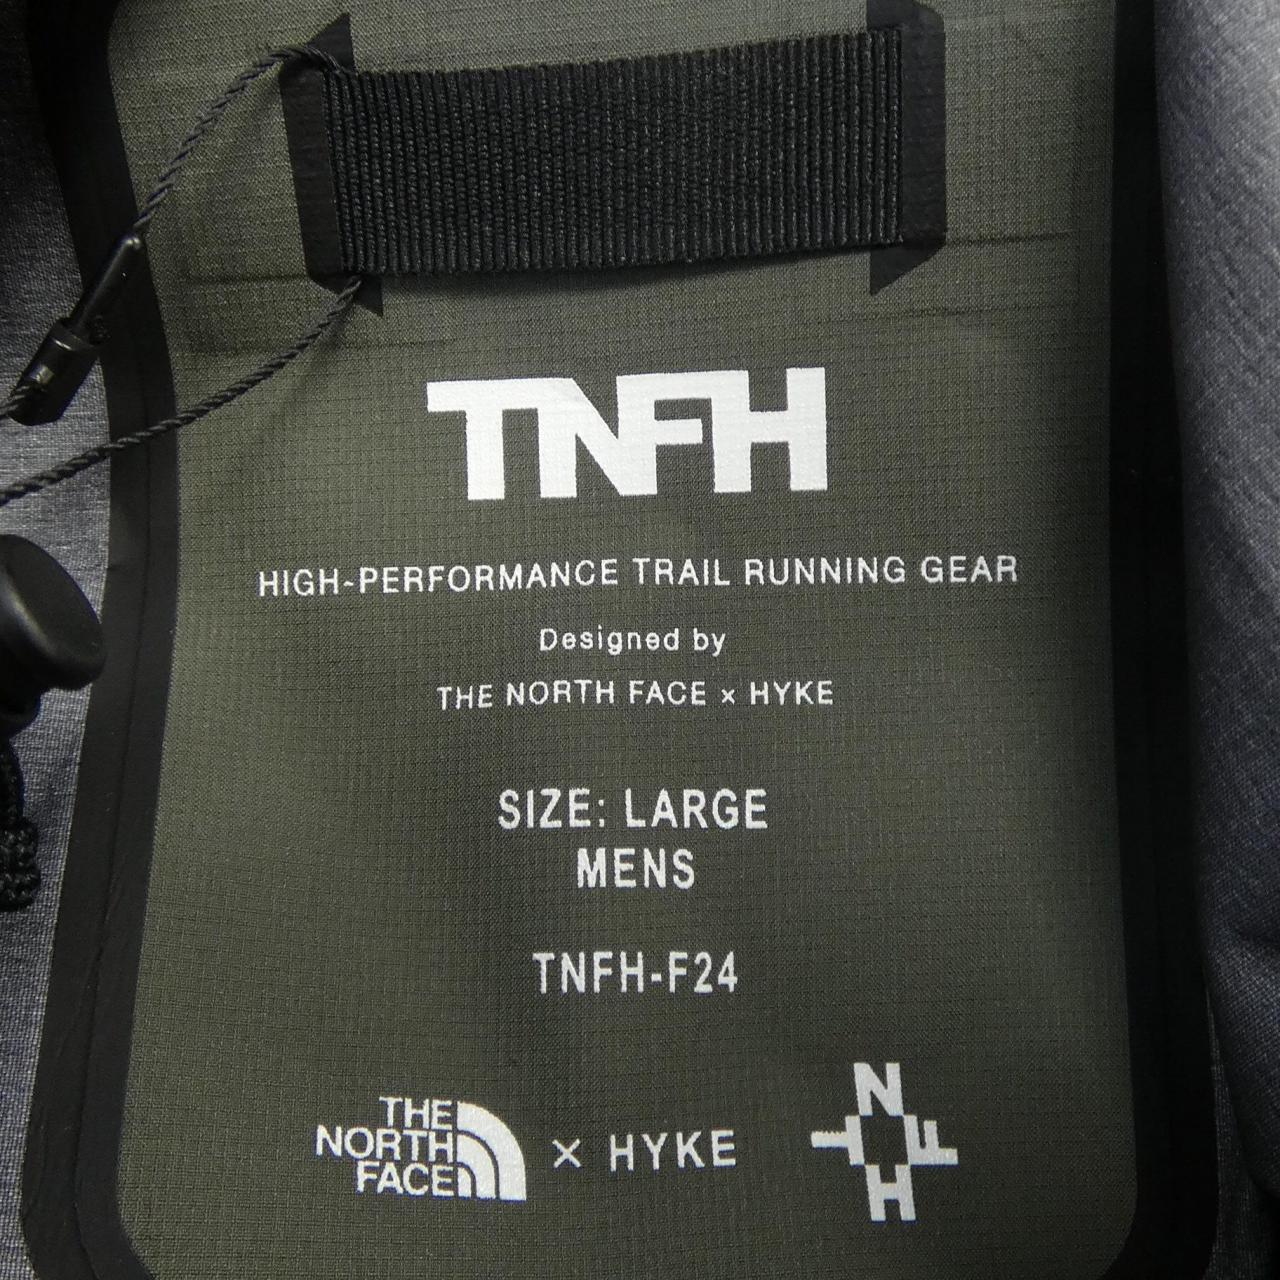 TNFH
HIGH-PERFORMANCE TRAIL RUNNING GEAR
Designed by
THE NORTH FACE × HYKE
SIZE: LARGE
MENS
TNFH-F24
THE
NORTH
FACE
× HYKE
N
T F
H